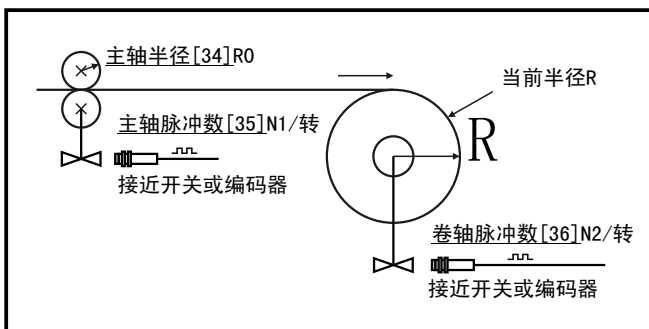 主轴半径[34]R0
当前半径R
主轴脉冲数[35]N1/转
R
接近开关或编码器
卷轴脉冲数[36]N2/转
接近开关或编码器